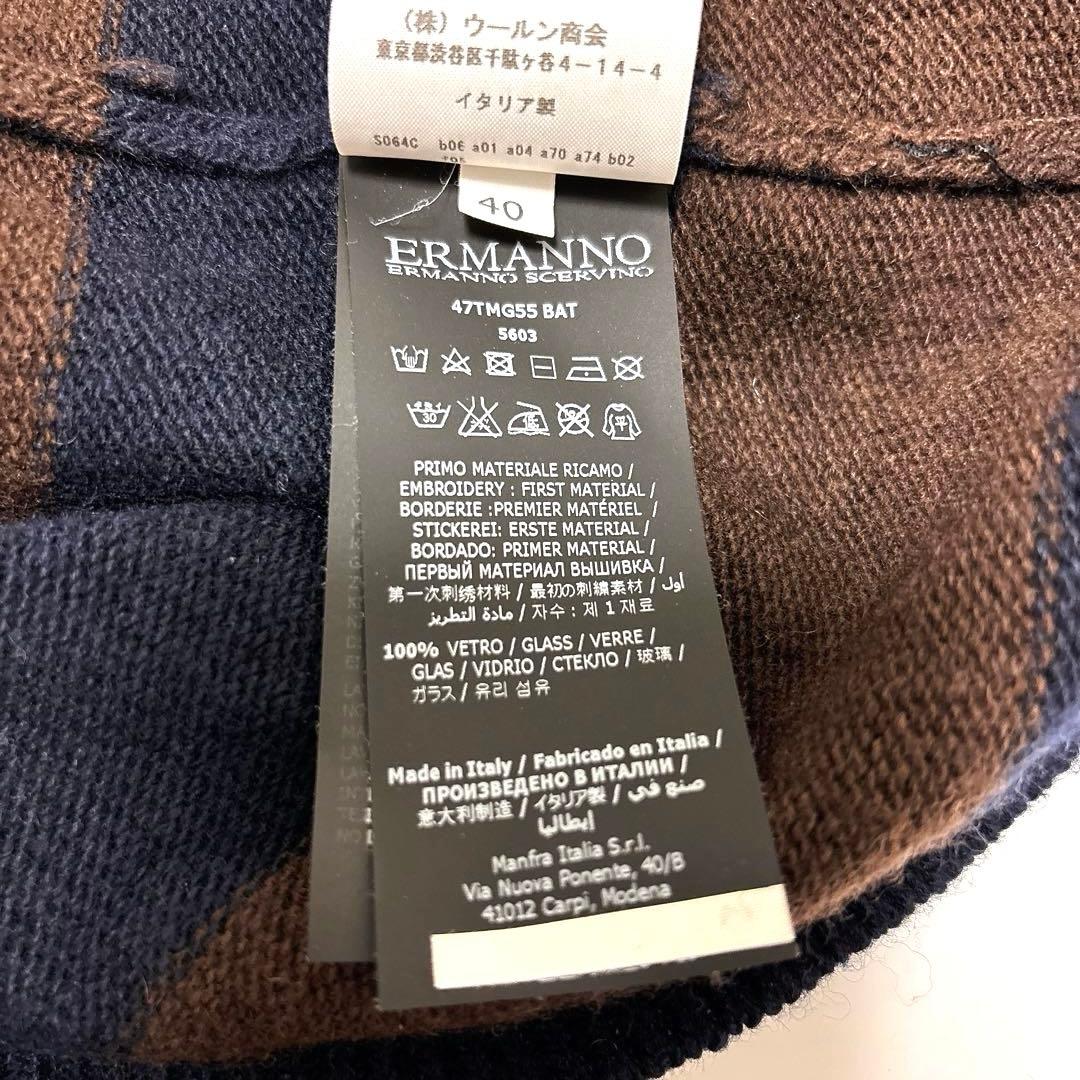 （株）ウールン商会
東京都渋谷区千駄ケ谷4-14-4
イタリア製
S064C b06 a01 a04 a70 a74 b02
40
ERMANNO
ERMANNO SCERVINO
47TMG55 BAT
5603
30
平
PRIMO MATERIALE RICAMO /
EMBROIDERY : FIRST MATERIAL /
BORDERIE :PREMIER MATÉRIEL /
STICKEREI: ERSTE MATERIAL /
BORDADO: PRIMER MATERIAL /
ПЕРВЫЙ МАТЕРИАЛ ВЫШИВКА /
第一次刺绣材料 / 最初の刺繍素材 / أول
مادة التطريز / 자수 : 제 1 재료
100% VETRO / GLASS / VERRE /
GLAS / VIDRIO / СТЕКЛО / 玻璃 /
ガラス / 유리 섬유
Made in Italy / Fabricado en Italia /
ПРОИЗВЕДЕНО В ИТАЛИИ /
意大利制造 / イタリア製 / صنع في
إيطاليا
Manfra Italia S.r.l.
Via Nuova Ponente, 40/B
41012 Carpi, Modena